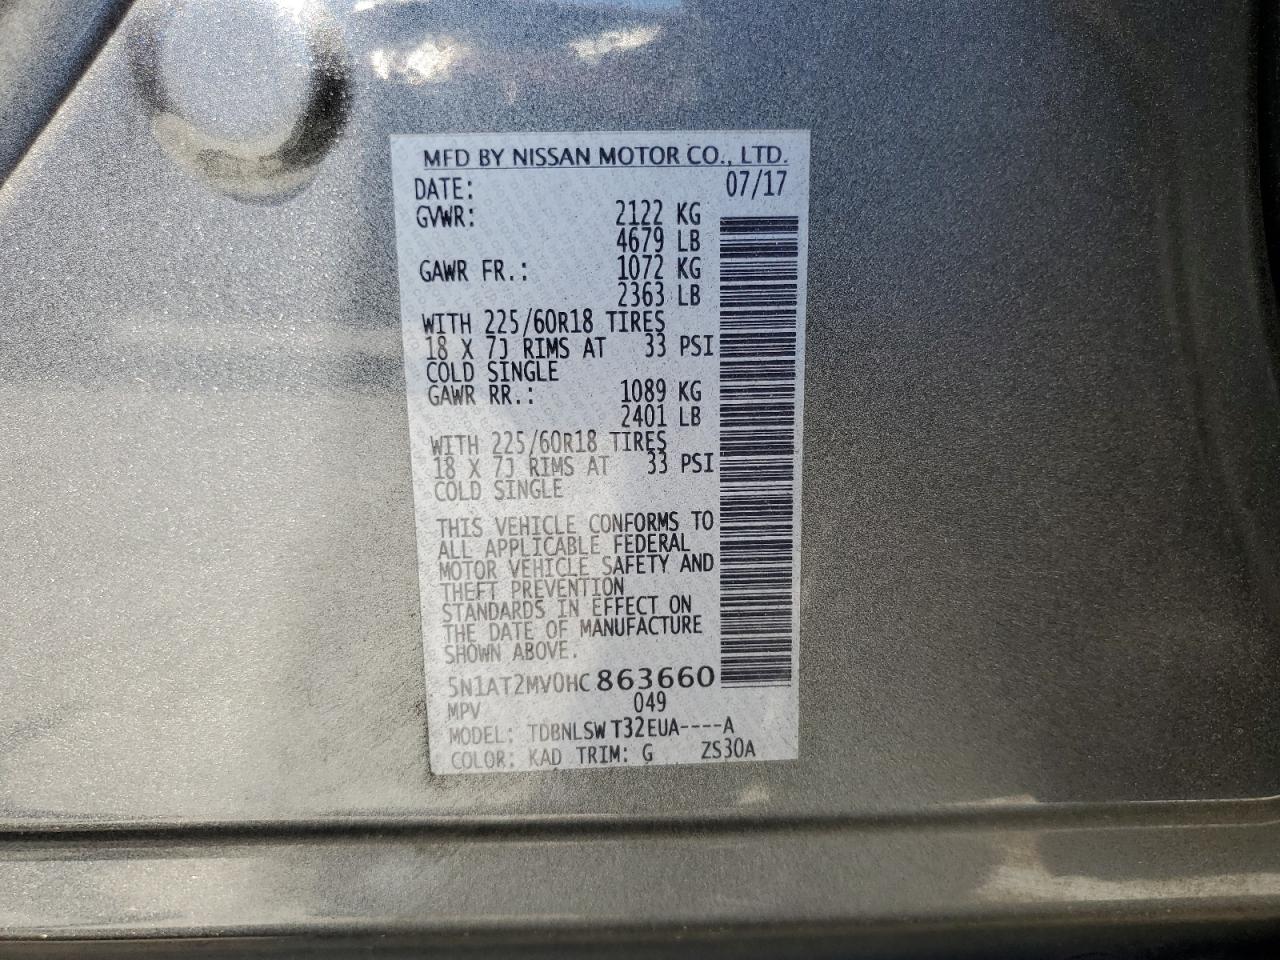 MFD BY NISSAN MOTOR CO., LTD.
DATE: 07/17
GVWR: 2122 KG
4679 LB
GAWR FR.: 1072 KG
2363 LB
WITH 225/60R18 TIRES
18 X 7J RIMS AT 33 PSI
COLD SINGLE
GAWR RR.: 1089 KG
2401 LB
WITH 225/60R18 TIRES
18 X 7J RIMS AT 33 PSI
COLD SINGLE
THIS VEHICLE CONFORMS TO
ALL APPLICABLE FEDERAL
MOTOR VEHICLE SAFETY AND
THEFT PREVENTION
STANDARDS IN EFFECT ON
THE DATE OF MANUFACTURE
SHOWN ABOVE.
5N1AT2MV0HC863660
MPV 049
MODEL: TDBNLSW T32EUA----A
COLOR: KAD TRIM: G ZS30A